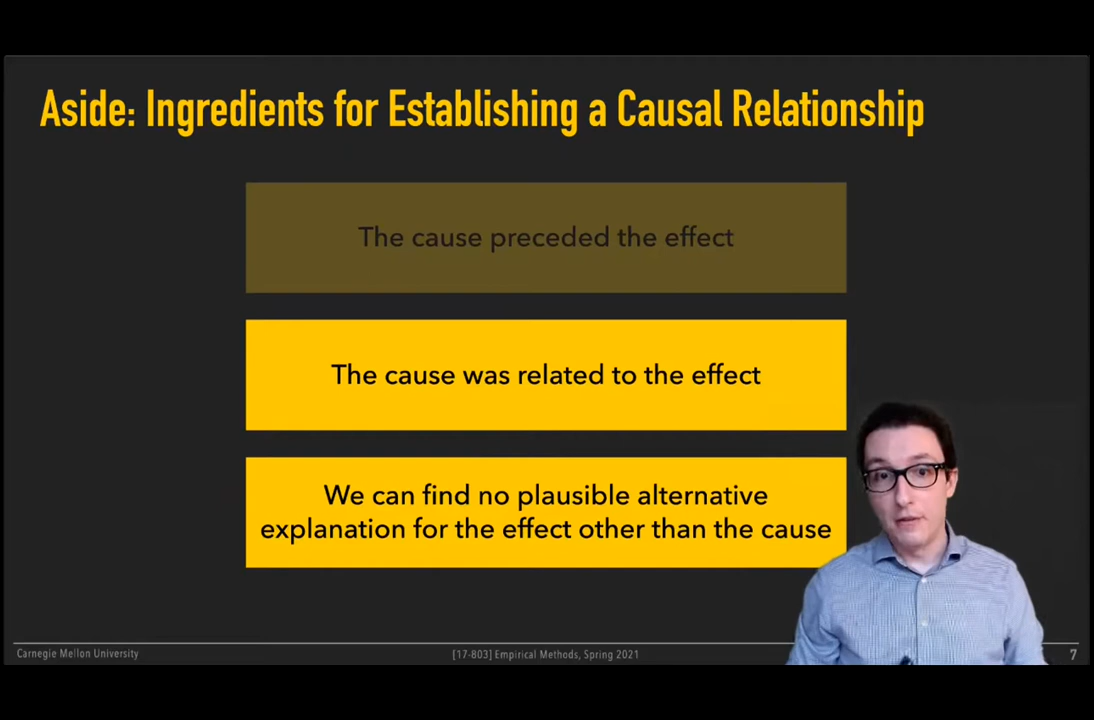 Aside: Ingredients for Establishing a Causal Relationship
The cause preceded the effect
The cause was related to the effect
We can find no plausible alternative
explanation for the effect other than the cause
Carnegie Mellon University
[17-803] Empirical Methods, Spring 2021
7